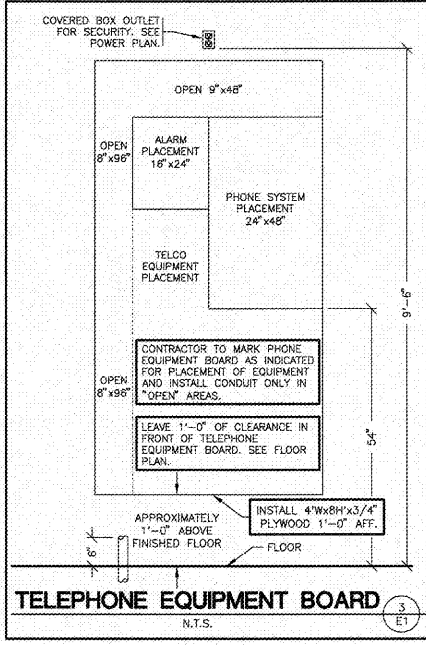 COVERED BOX OUTLET
FOR SECURITY. SEE
POWER PLAN.
OPEN 9"x48"
OPEN
8"x96"
ALARM
PLACEMENT
16"x24"
PHONE SYSTEM
PLACEMENT
24"x48"
TELCO
EQUIPMENT
PLACEMENT
9'-6"
CONTRACTOR TO MARK PHONE
EQUIPMENT BOARD AS INDICATED
FOR PLACEMENT OF EQUIPMENT
AND INSTALL CONDUIT ONLY IN
"OPEN" AREAS.
OPEN
8"x96"
54"
LEAVE 1'-0" OF CLEARANCE IN
FRONT OF TELEPHONE
EQUIPMENT BOARD. SEE FLOOR
PLAN.
INSTALL 4'Wx8H'x3/4"
PLYWOOD 1'-0" AFF.
APPROXIMATELY
1'-0" ABOVE
FINISHED FLOOR
6"
FLOOR
TELEPHONE EQUIPMENT BOARD
3
E1
N.T.S.